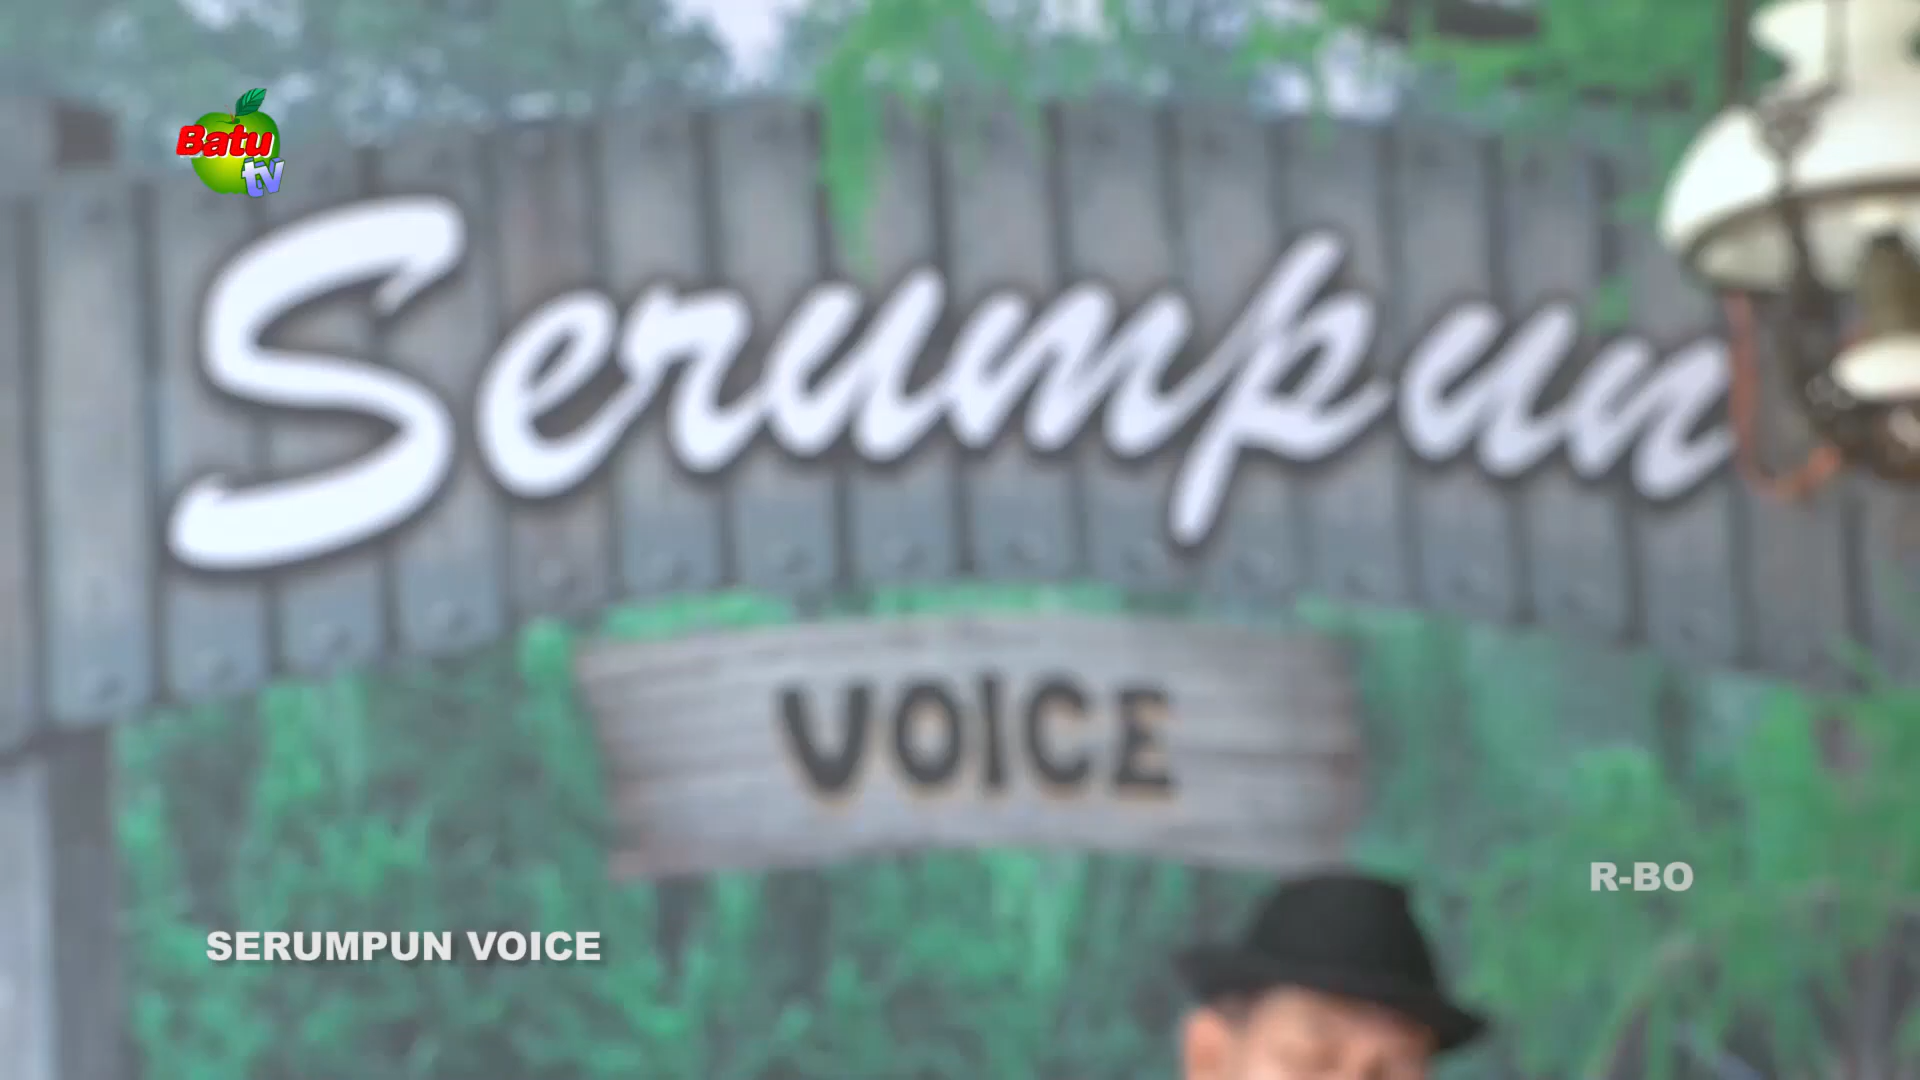 Batu
tv
Serumpun
VOICE
R-BO
SERUMPUN VOICE